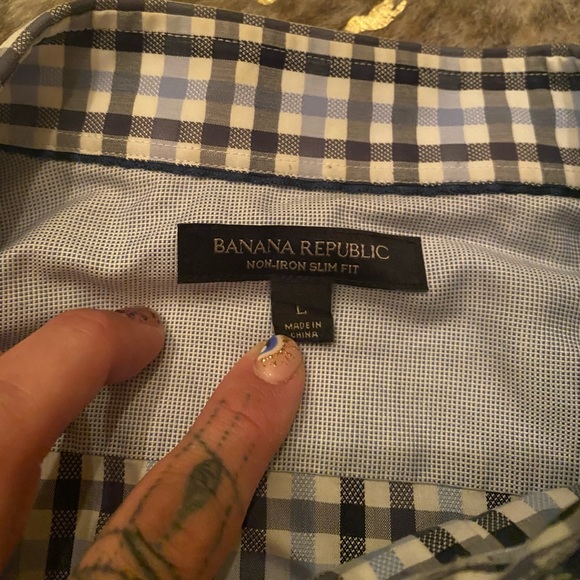 BANANA REPUBLIC
NON-IRON SLIM FIT
L
MADE IN
CHINA